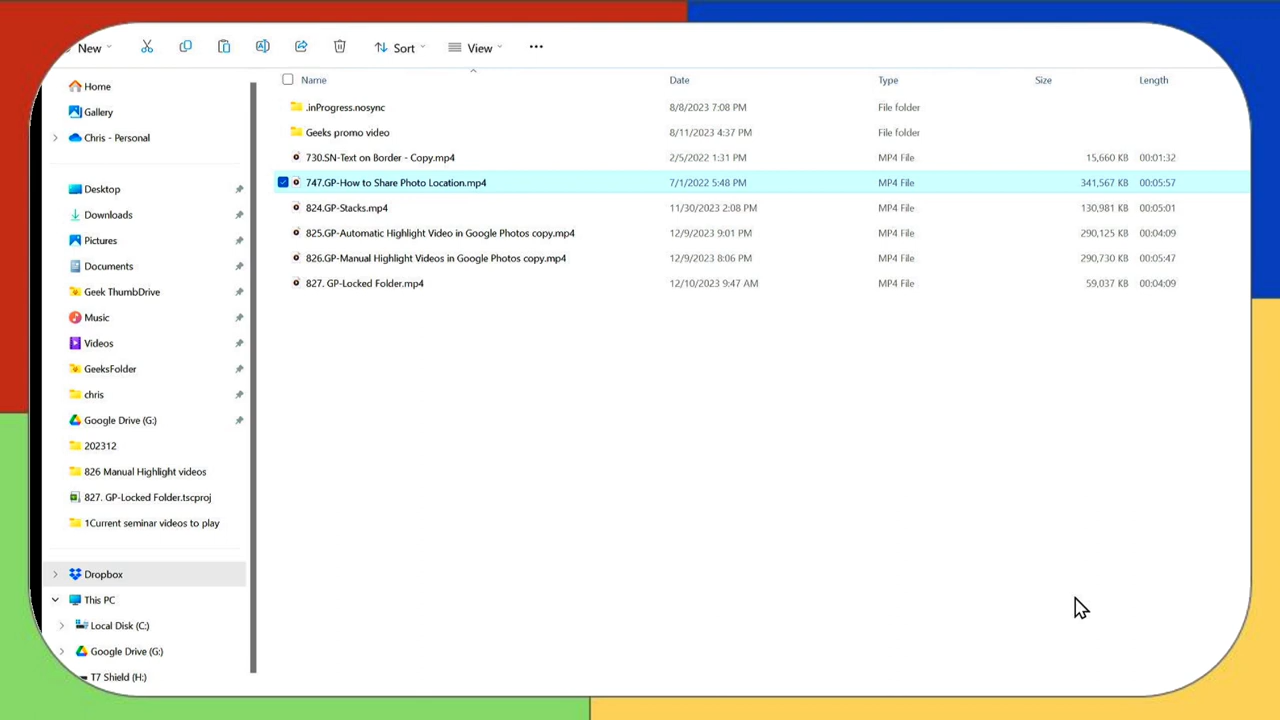 New Sort View
Name Date Type Size Length
Home
Gallery
Chris - Personal
Desktop
Downloads
Pictures
Documents
Geek ThumbDrive
Music
Videos
GeeksFolder
chris
Google Drive (G:)
202312
826 Manual Highlight videos
827. GP-Locked Folder.tscproj
1Current seminar videos to play
Dropbox
This PC
Local Disk (C:)
Google Drive (G:)
T7 Shield (H:)
.inProgress.nosync 8/8/2023 7:08 PM File folder
Geeks promo video 8/11/2023 4:37 PM File folder
730.SN-Text on Border - Copy.mp4 2/5/2022 1:31 PM MP4 File 15,660 KB 00:01:32
747.GP-How to Share Photo Location.mp4 7/1/2022 5:48 PM MP4 File 341,567 KB 00:05:57
824.GP-Stacks.mp4 11/30/2023 2:08 PM MP4 File 130,981 KB 00:05:01
825.GP-Automatic Highlight Video in Google Photos copy.mp4 12/9/2023 9:01 PM MP4 File 290,125 KB 00:04:09
826.GP-Manual Highlight Videos in Google Photos copy.mp4 12/9/2023 8:06 PM MP4 File 290,730 KB 00:05:47
827. GP-Locked Folder.mp4 12/10/2023 9:47 AM MP4 File 59,037 KB 00:04:09